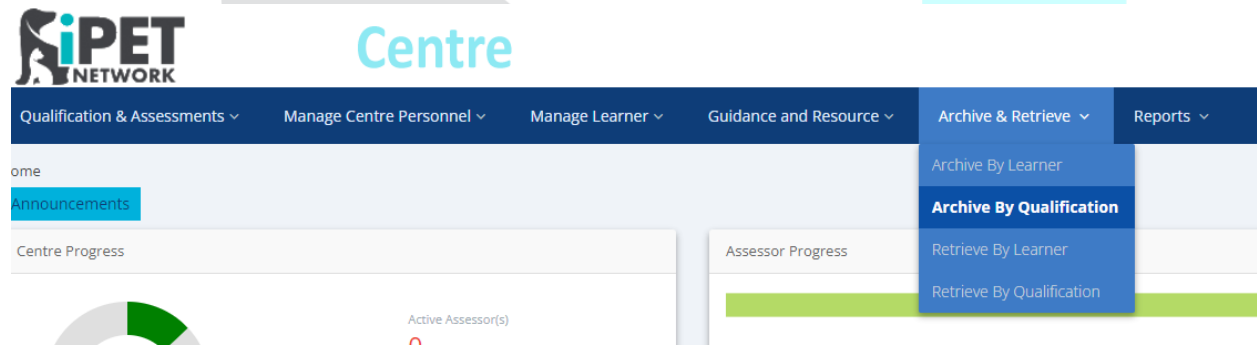 iPET
NETWORK
Centre
Qualification & Assessments
Manage Centre Personnel
Manage Learner
Guidance and Resource
Archive & Retrieve
Reports
Archive By Learner
Archive By Qualification
Retrieve By Learner
Retrieve By Qualification
ome
Announcements
Centre Progress
Active Assessor(s)
Assessor Progress